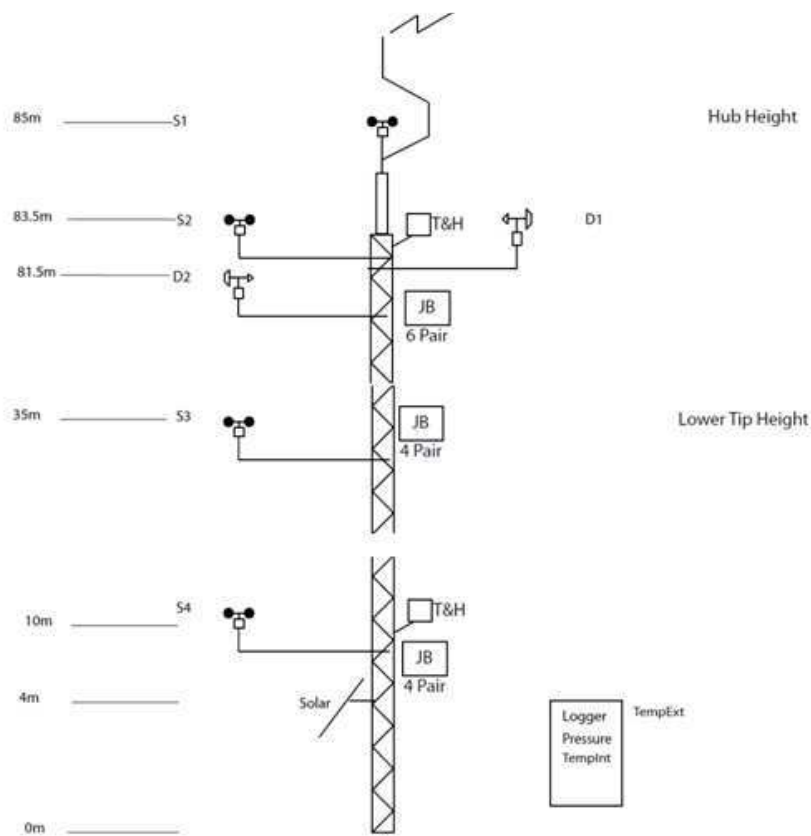 85m S1 Hub Height
83.5m S2 T&H D1
81.5m D2
JB
6 Pair
35m S3 JB Lower Tip Height
4 Pair
S4 T&H
10m
JB
4m Solar 4 Pair
Logger TempExt
Pressure
TempInt
0m